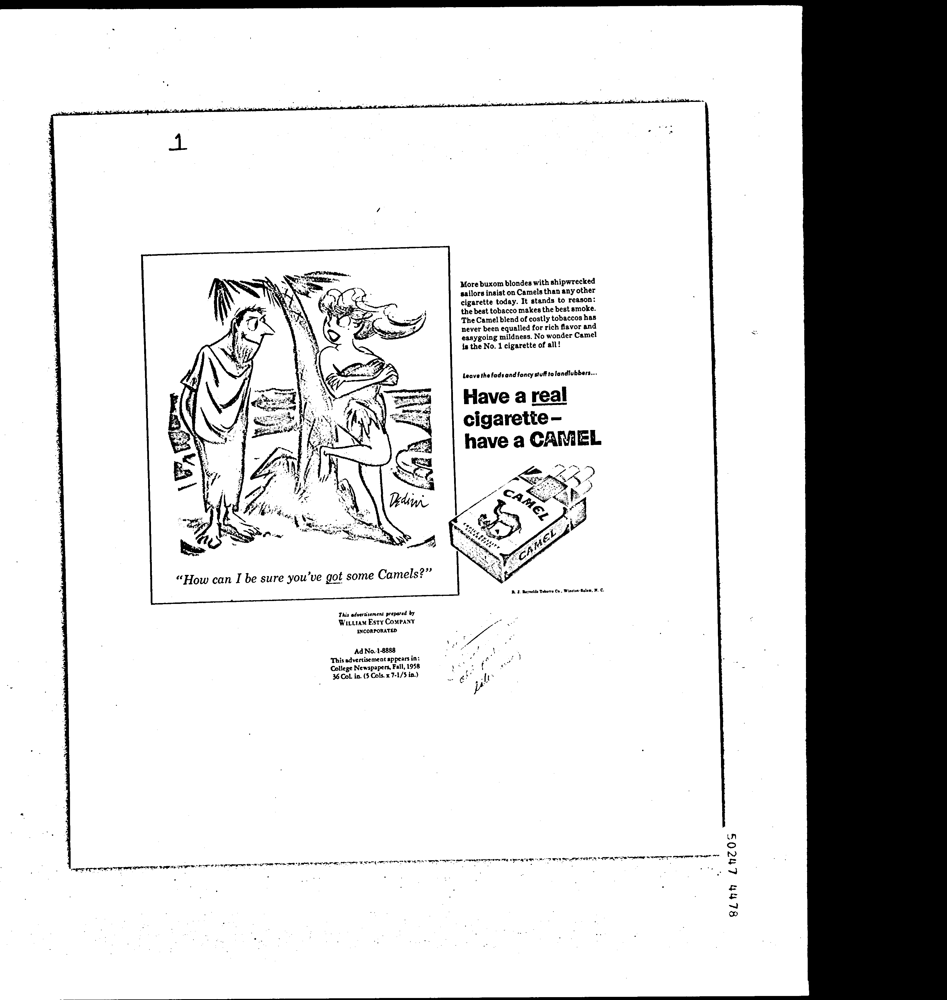 1
More buxom blondes with shipwrecked
sailors insist on Camels than any other
cigarette today. It stands to reason:
the best tobacco makes the best smoke.
The Camel blend of costly tobaccos has
never been equalled for rich flavor and
easygoing mildness. No wonder Camel
is the No. 1 cigarette of all!
Leave the fads and fancy stuff to landlubbers...
Have a real
cigarette–
have a CAMEL
CAMEL
CAMEL
Dedini
"How can I be sure you've got some Camels?"
R. J. Reynolds Tobacco Co., Winston-Salem, N. C.
This advertisement prepared by
WILLIAM ESTY COMPANY
INCORPORATED
Ad No. 1-8888
This advertisement appears in:
College Newspapers, Fall, 1958
36 Col. in. (5 Cols. x 7-1/5 in.)
50247 4478